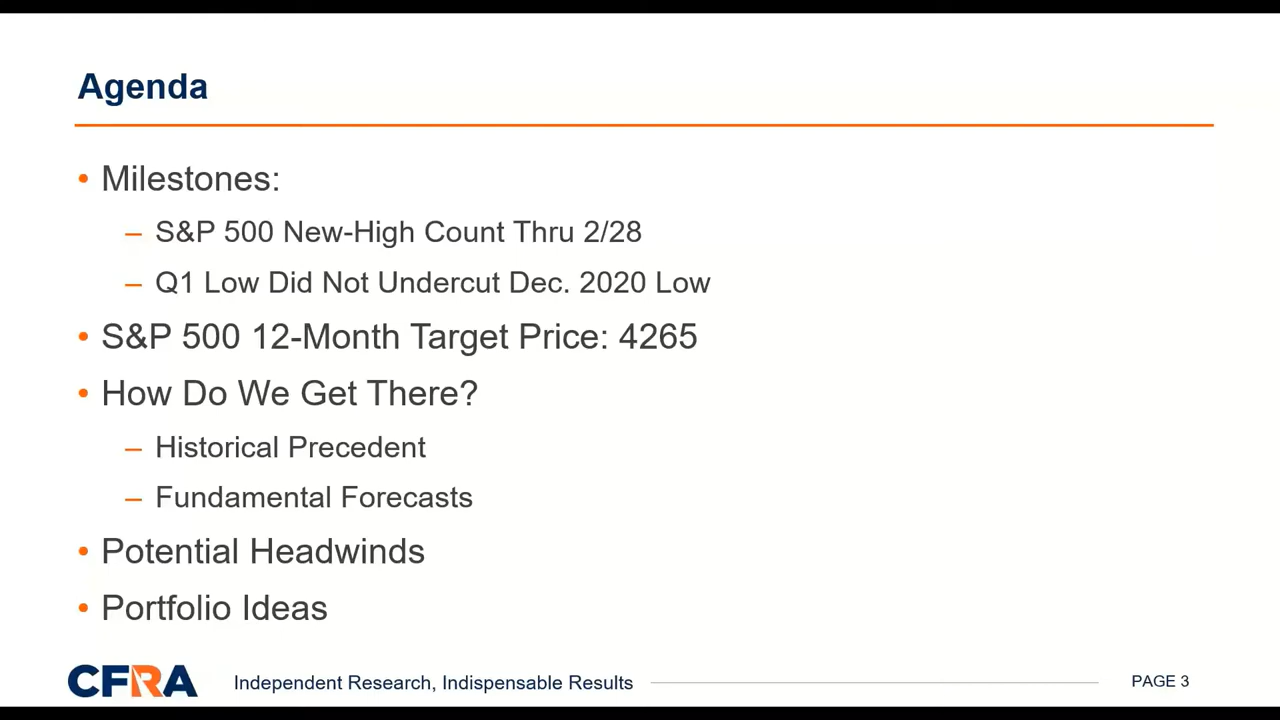 Agenda
• Milestones:
– S&P 500 New-High Count Thru 2/28
– Q1 Low Did Not Undercut Dec. 2020 Low
• S&P 500 12-Month Target Price: 4265
• How Do We Get There?
– Historical Precedent
– Fundamental Forecasts
• Potential Headwinds
• Portfolio Ideas
CFRA Independent Research, Indispensable Results PAGE 3